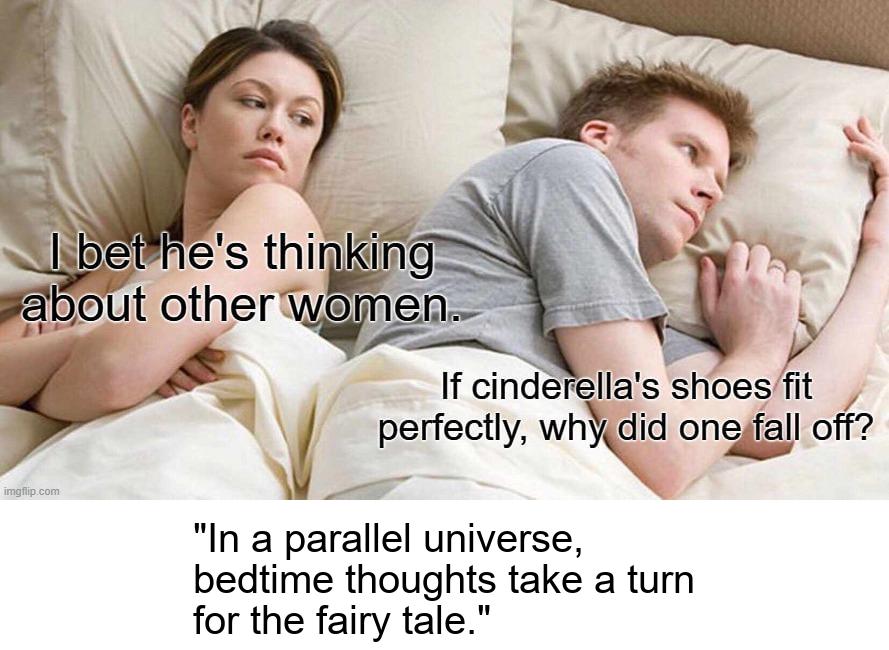 I bet he's thinking
about other women.
If cinderella's shoes fit
perfectly, why did one fall off?
imgflip.com
"In a parallel universe,
bedtime thoughts take a turn
for the fairy tale."